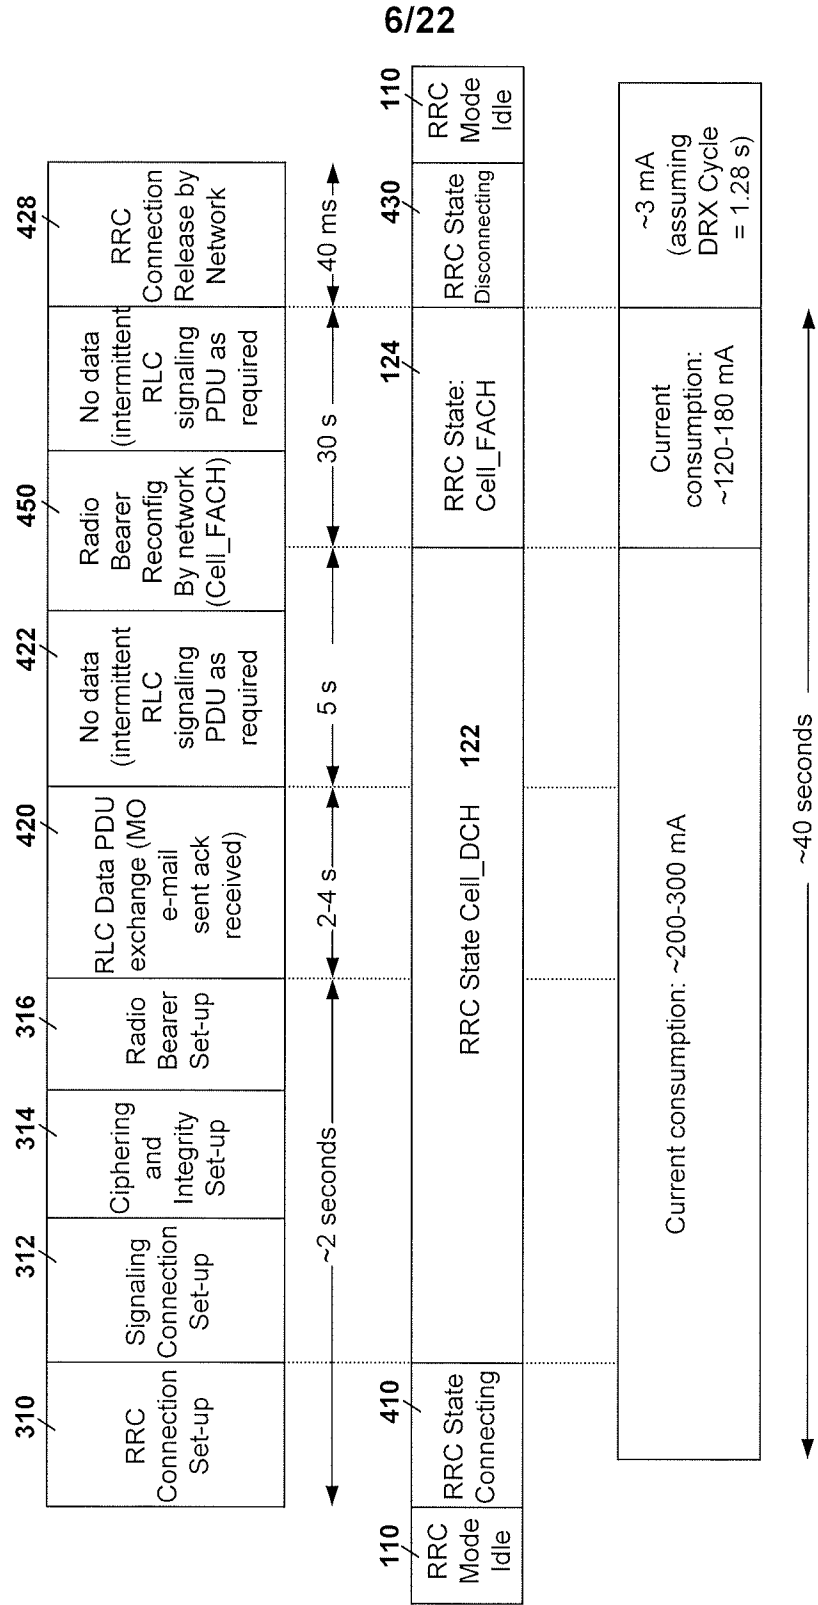 6/22
310
RRC
Connection
Set-up
312
Signaling
Connection
Set-up
314
Ciphering
and
Integrity
Set-up
316
Radio
Bearer
Set-up
420
RLC Data PDU
exchange (MO
e-mail
sent ack
received)
422
No data
(intermittent
RLC
signaling
PDU as
required
450
Radio
Bearer
Reconfig
By network
(Cell_FACH)
No data
(intermittent
RLC
signaling
PDU as
required
428
RRC
Connection
Release by
Network
~2 seconds
2-4 s
5 s
30 s
40 ms
110
RRC
Mode
Idle
410
RRC State
Connecting
RRC State Cell_DCH 122
124
RRC State:
Cell_FACH
430
RRC State
Disconnecting
110
RRC
Mode
Idle
Current consumption: ~200-300 mA
Current
consumption:
~120-180 mA
~3 mA
(assuming
DRX Cycle
= 1.28 s)
~40 seconds